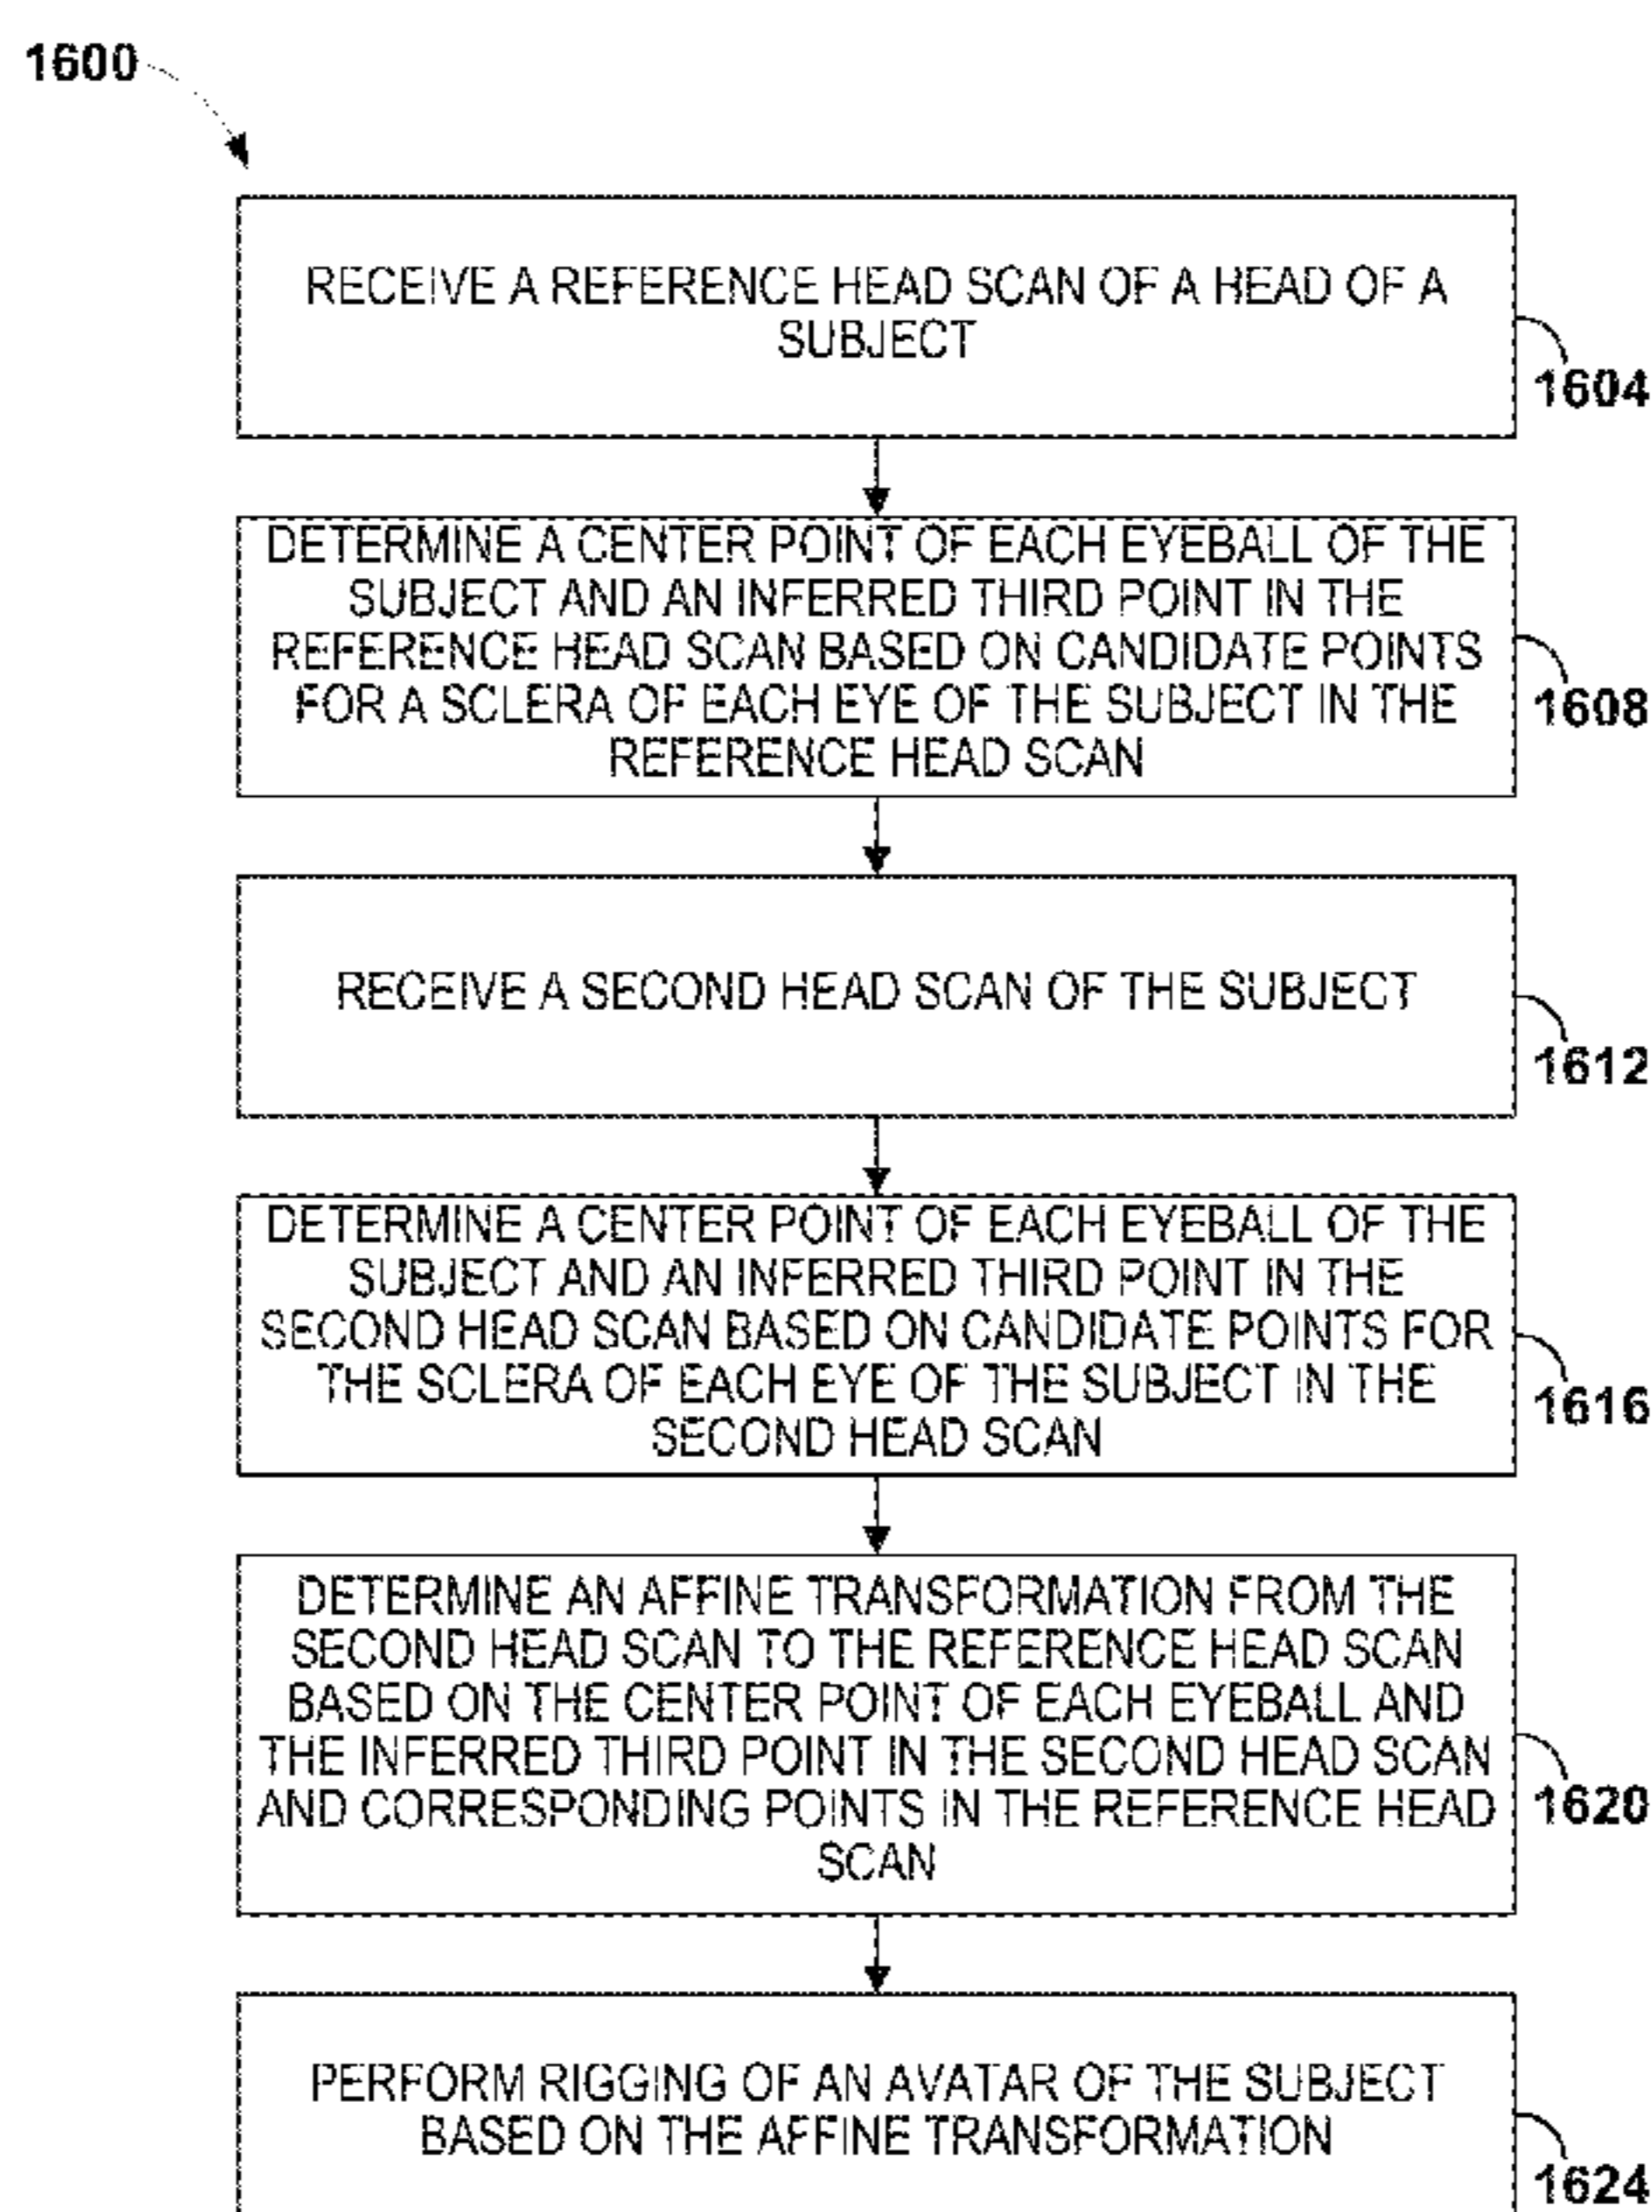 1600
RECEIVE A REFERENCE HEAD SCAN OF A HEAD OF A
SUBJECT
1604
DETERMINE A CENTER POINT OF EACH EYEBALL OF THE
SUBJECT AND AN INFERRED THIRD POINT IN THE
REFERENCE HEAD SCAN BASED ON CANDIDATE POINTS
FOR A SCLERA OF EACH EYE OF THE SUBJECT IN THE
REFERENCE HEAD SCAN
1608
RECEIVE A SECOND HEAD SCAN OF THE SUBJECT
1612
DETERMINE A CENTER POINT OF EACH EYEBALL OF THE
SUBJECT AND AN INFERRED THIRD POINT IN THE
SECOND HEAD SCAN BASED ON CANDIDATE POINTS FOR
THE SCLERA OF EACH EYE OF THE SUBJECT IN THE
SECOND HEAD SCAN
1616
DETERMINE AN AFFINE TRANSFORMATION FROM THE
SECOND HEAD SCAN TO THE REFERENCE HEAD SCAN
BASED ON THE CENTER POINT OF EACH EYEBALL AND
THE INFERRED THIRD POINT IN THE SECOND HEAD SCAN
AND CORRESPONDING POINTS IN THE REFERENCE HEAD
SCAN
1620
PERFORM RIGGING OF AN AVATAR OF THE SUBJECT
BASED ON THE AFFINE TRANSFORMATION
1624